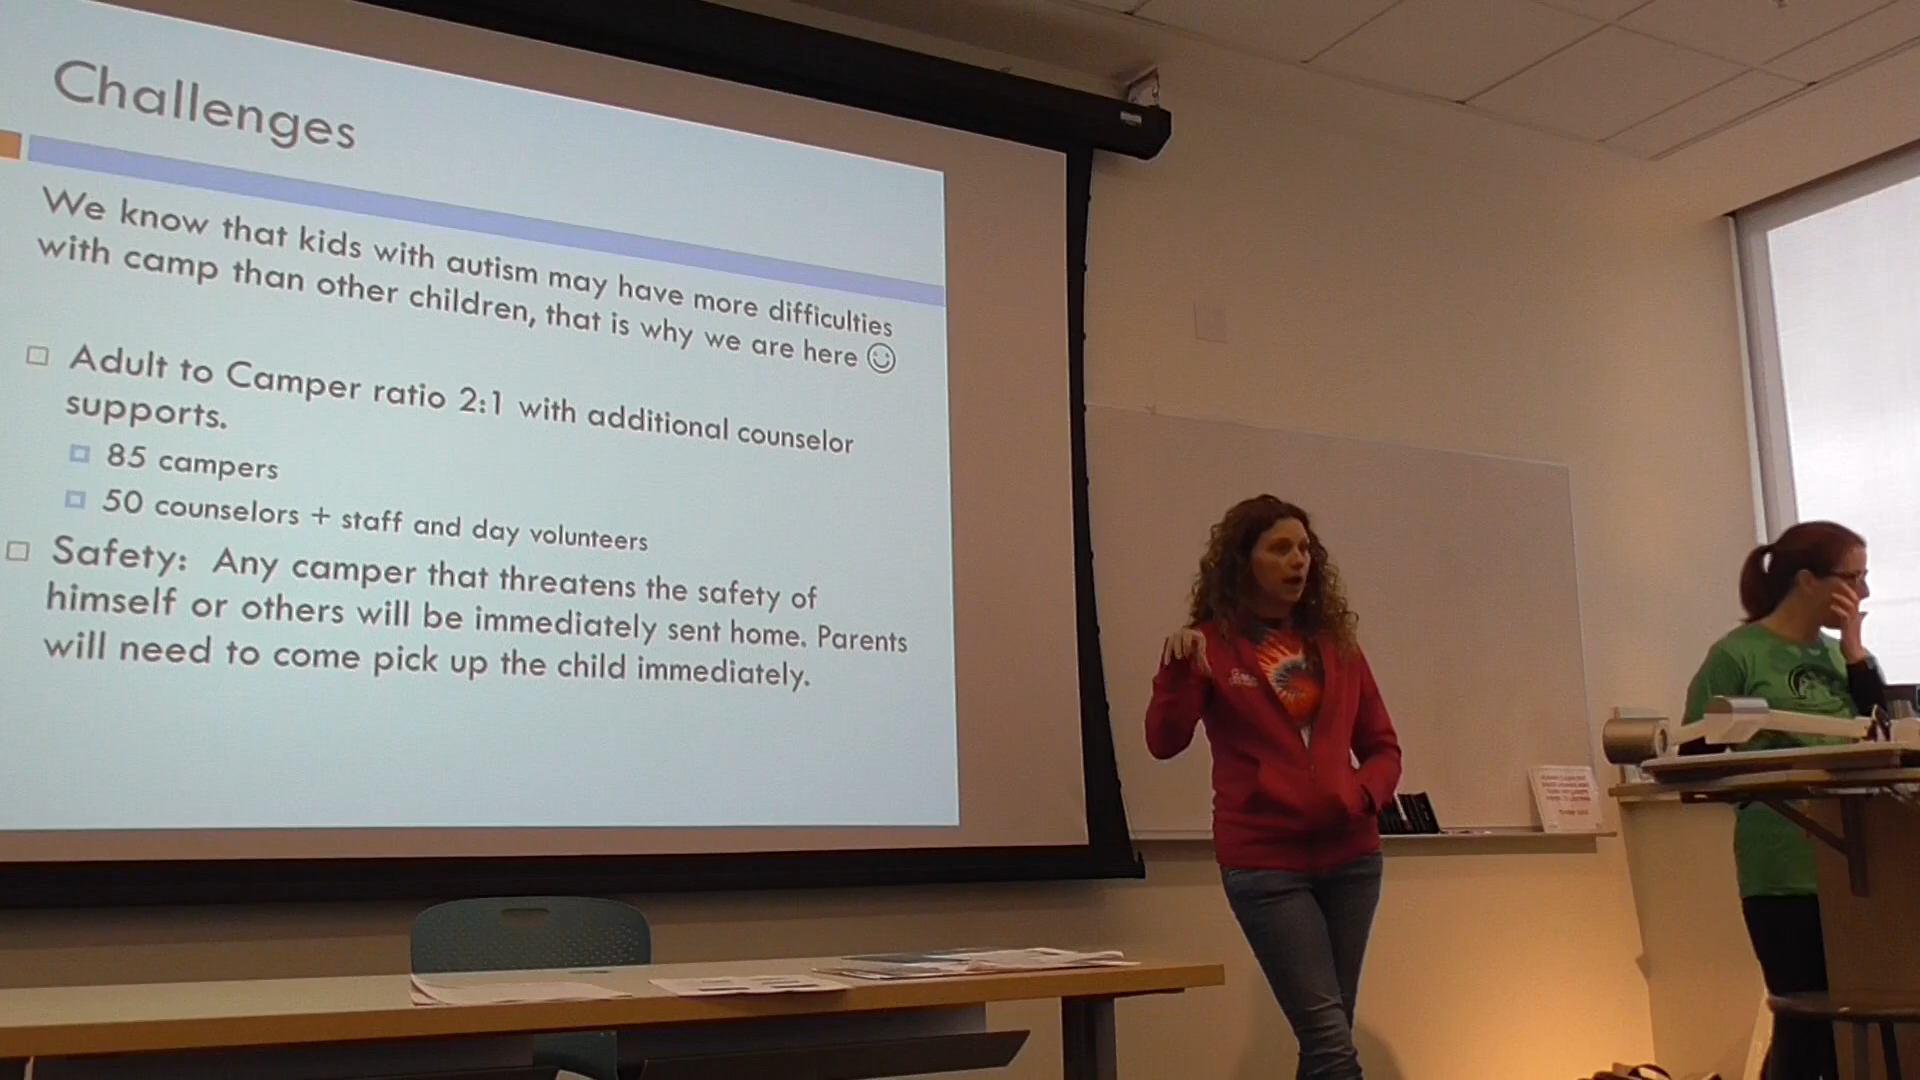 Challenges
We know that kids with autism may have more difficulties
with camp than other children, that is why we are here ☺
Adult to Camper ratio 2:1 with additional counselor
supports.
85 campers
50 counselors + staff and day volunteers
Safety: Any camper that threatens the safety of
himself or others will be immediately sent home. Parents
will need to come pick up the child immediately.